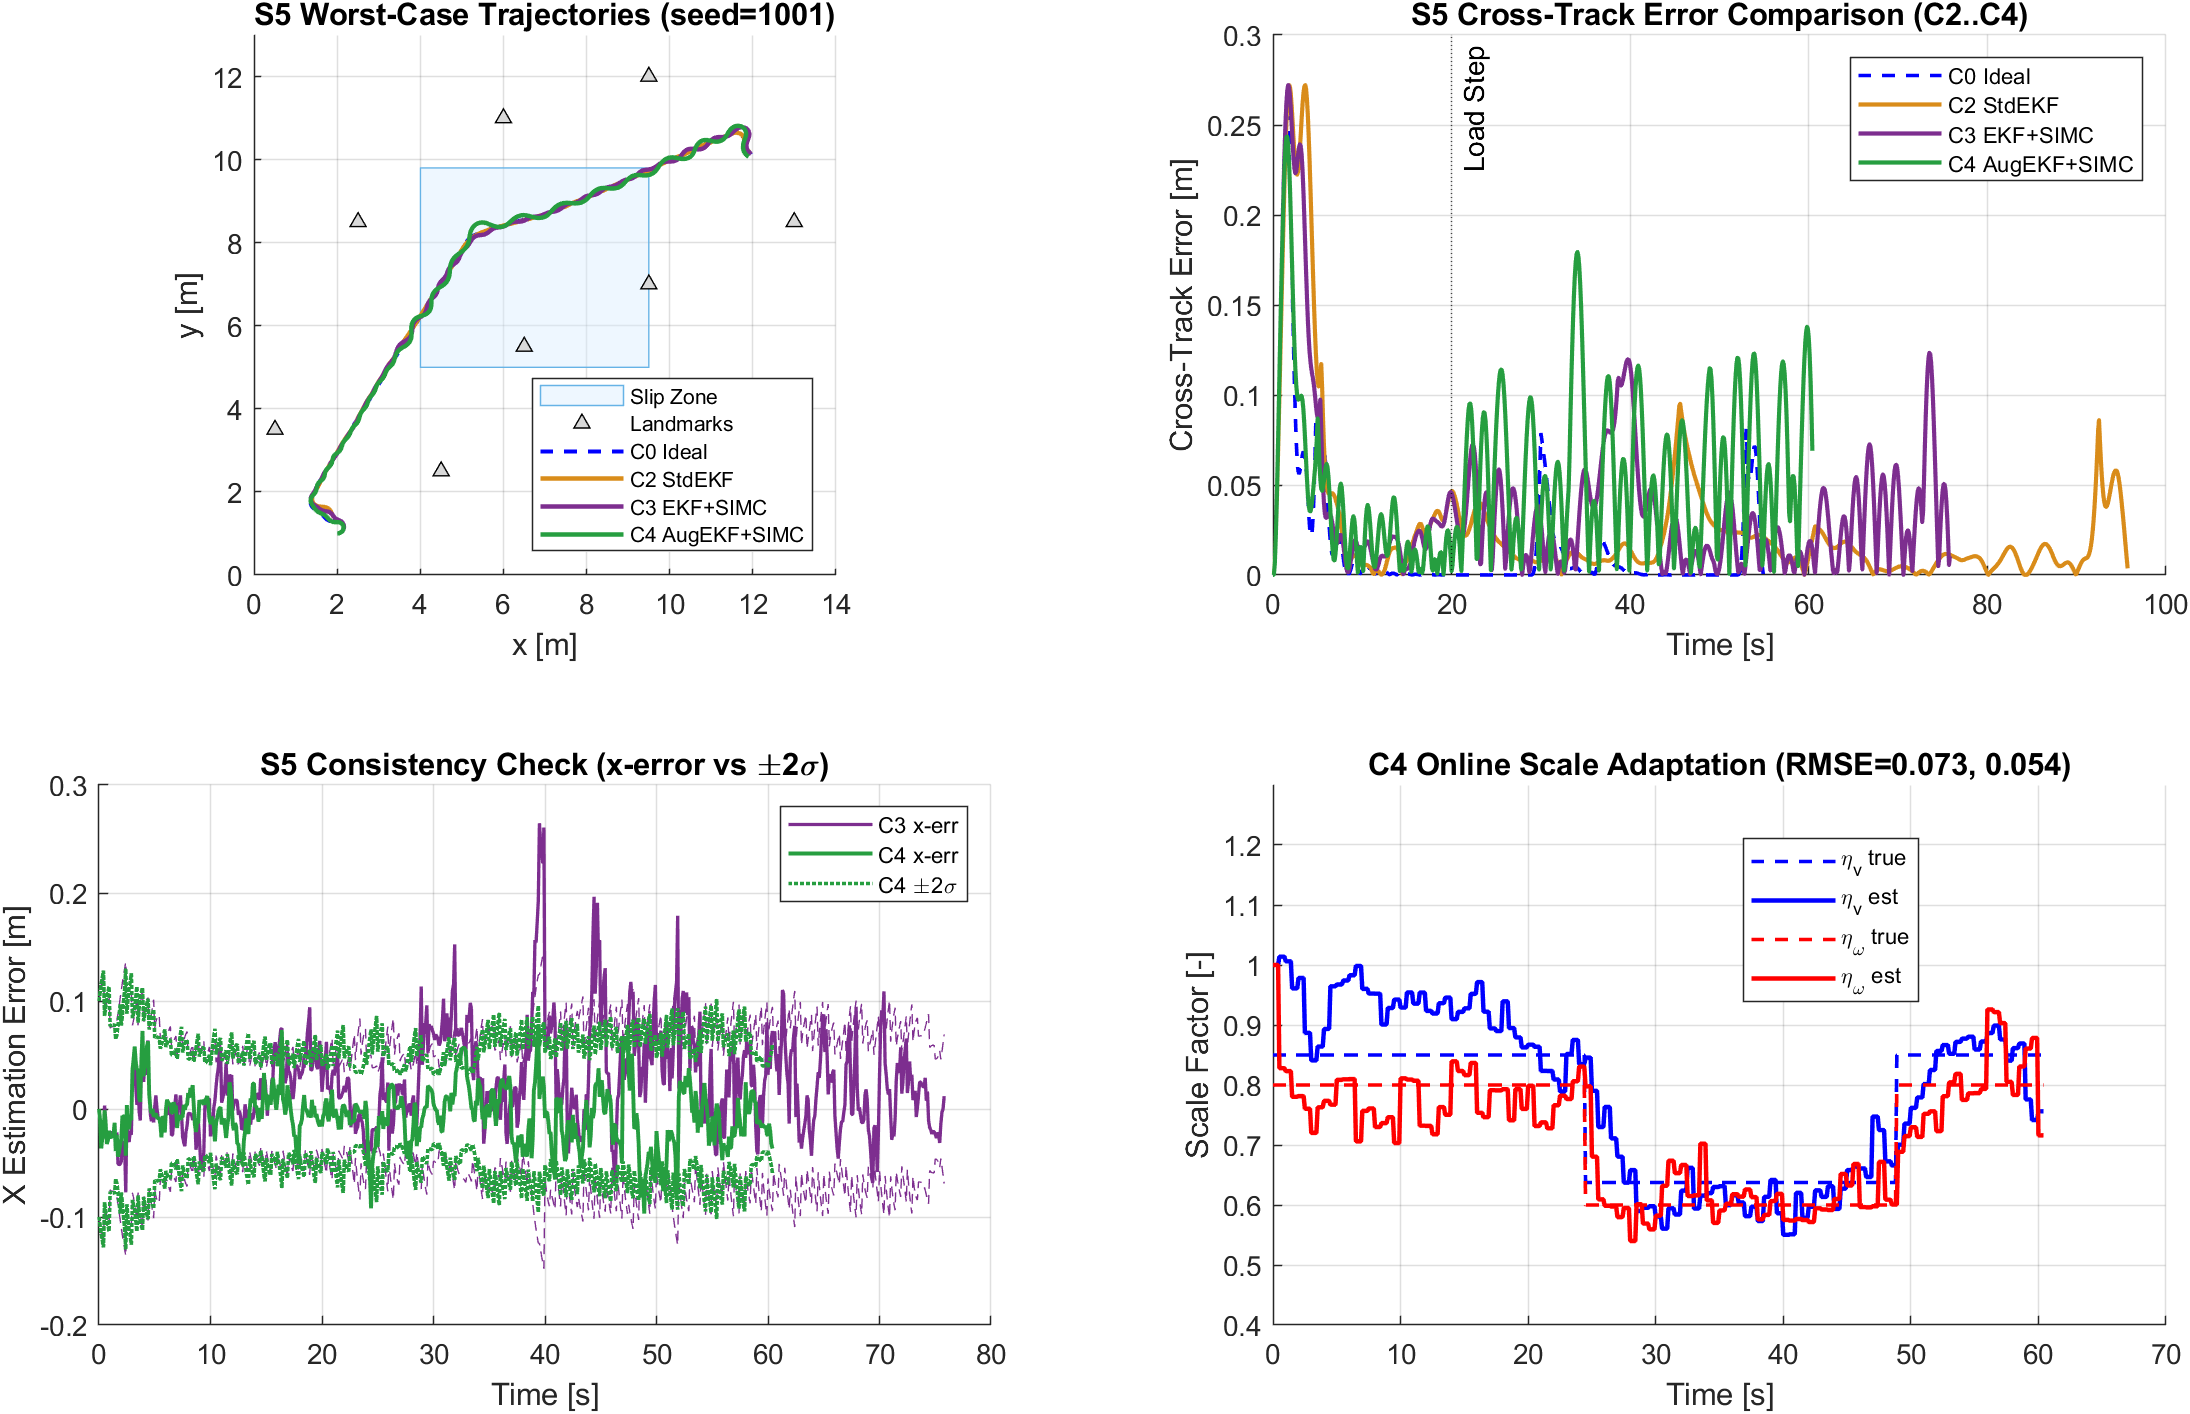 S5 Worst-Case Trajectories (seed=1001)
12
10
8
6
4
2
0
0 2 4 6 8 10 12 14
y [m]
x [m]
Slip Zone
Landmarks
C0 Ideal
C2 StdEKF
C3 EKF+SIMC
C4 AugEKF+SIMC
S5 Cross-Track Error Comparison (C2..C4)
0.3
0.25
0.2
0.15
0.1
0.05
0
0 20 40 60 80 100
Cross-Track Error [m]
Time [s]
Load Step
C0 Ideal
C2 StdEKF
C3 EKF+SIMC
C4 AugEKF+SIMC
S5 Consistency Check (x-error vs ±2σ)
0.3
0.2
0.1
0
-0.1
-0.2
0 10 20 30 40 50 60 70 80
X Estimation Error [m]
Time [s]
C3 x-err
C4 x-err
C4 ±2σ
C4 Online Scale Adaptation (RMSE=0.073, 0.054)
1.2
1.1
1
0.9
0.8
0.7
0.6
0.5
0.4
0 10 20 30 40 50 60 70
Scale Factor [-]
Time [s]
η_v true
η_v est
η_ω true
η_ω est